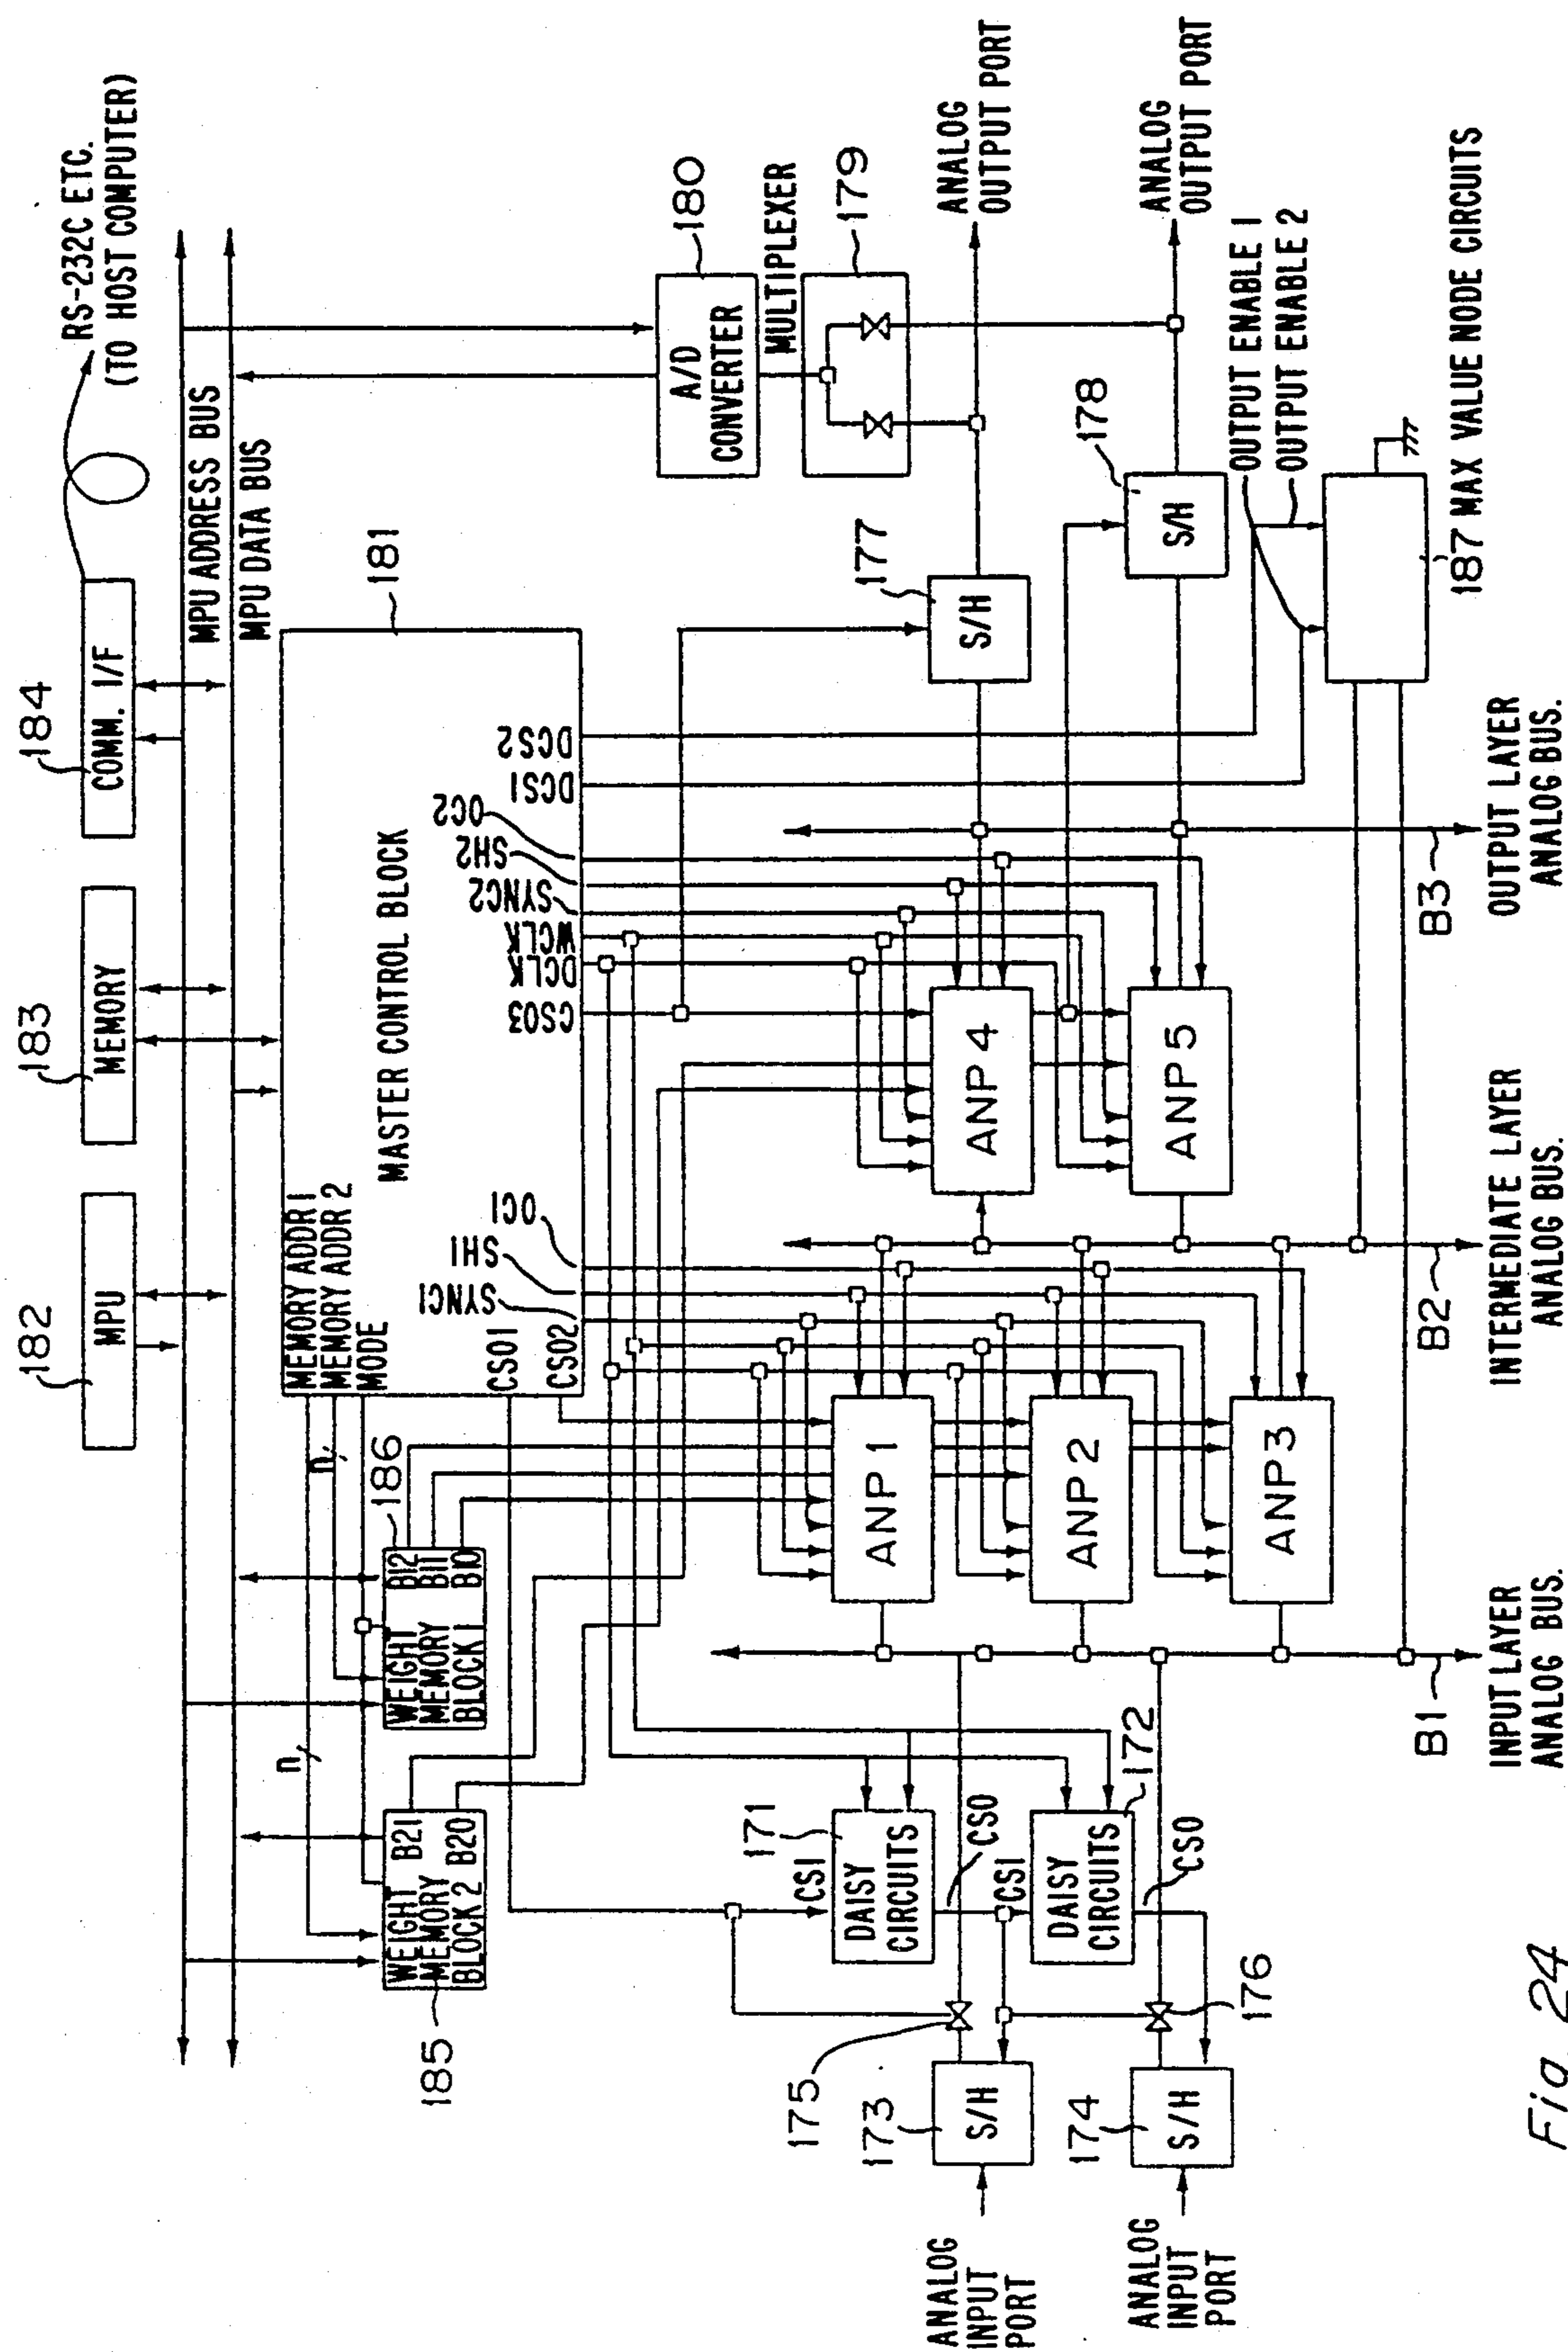 182
183
184
MPU
MEMORY
COMM. I/F
RS-232C ETC.
(TO HOST COMPUTER)
MPU ADDRESS BUS
MPU DATA BUS
185
WEIGHT
MEMORY
BLOCK 2
B21
B20
n
186
WEIGHT
MEMORY
BLOCK 1
B12
B11
B10
n
MEMORY ADDR 1
MEMORY ADDR 2
MODE
MASTER CONTROL BLOCK
181
CSO1
CSO2
SYNC1
SH1
OC1
CSO3
DCLK
WCLK
SYNC2
SH2
OC2
DCS1
DCS2
A/D
CONVERTER
180
MULTIPLEXER
179
171
CSI
DAISY
CIRCUITS
CSO
CSI
DAISY
CIRCUITS
172
CSO
175
173
S/H
ANALOG
INPUT
PORT
176
174
S/H
ANALOG
INPUT
PORT
ANP 1
ANP 2
ANP 3
ANP 4
ANP 5
177
S/H
ANALOG
OUTPUT PORT
178
S/H
ANALOG
OUTPUT PORT
OUTPUT ENABLE 1
OUTPUT ENABLE 2
187 MAX VALUE NODE CIRCUITS
B1
INPUT LAYER
ANALOG BUS.
B2
INTERMEDIATE LAYER
ANALOG BUS.
B3
OUTPUT LAYER
ANALOG BUS.
Fig. 24